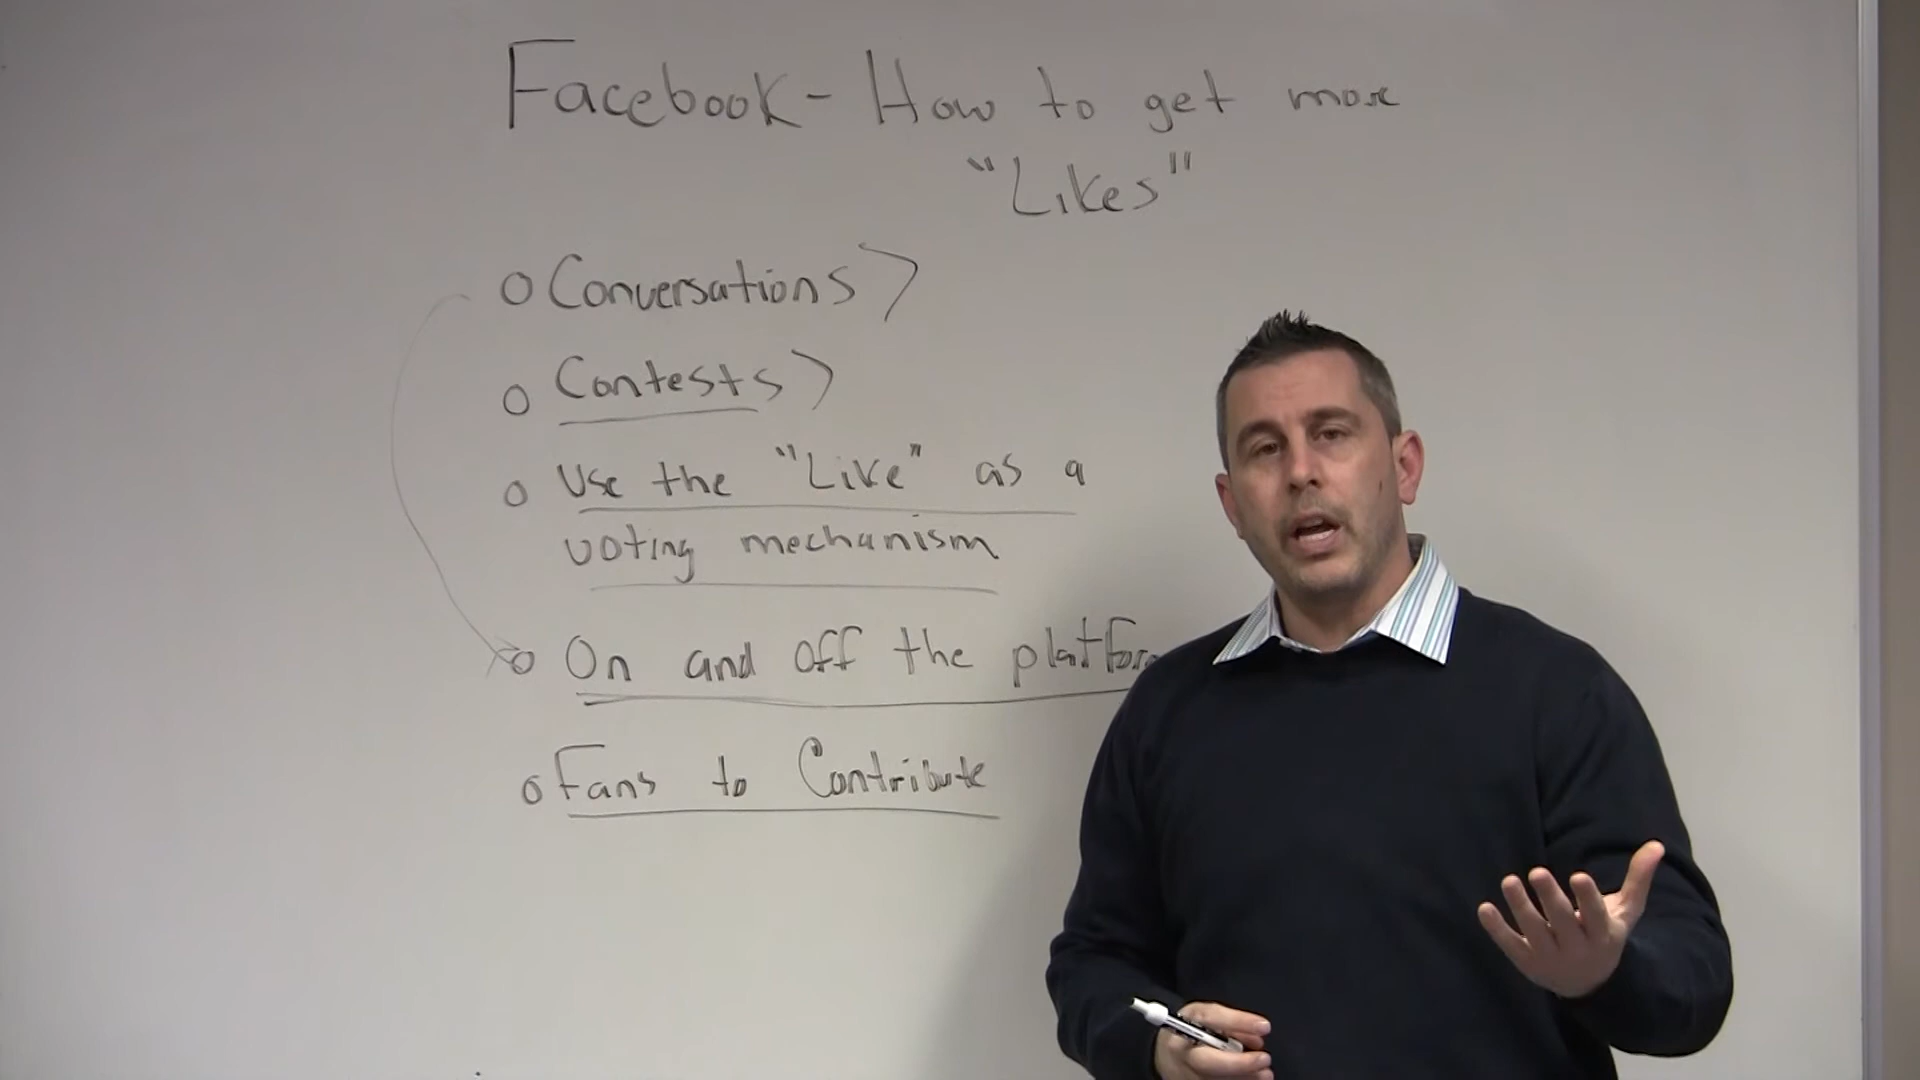 Facebook - How to get more
"Likes"
Conversations
Contests
Use the "Like" as a
voting mechanism
On and off the platform
Fans to Contribute